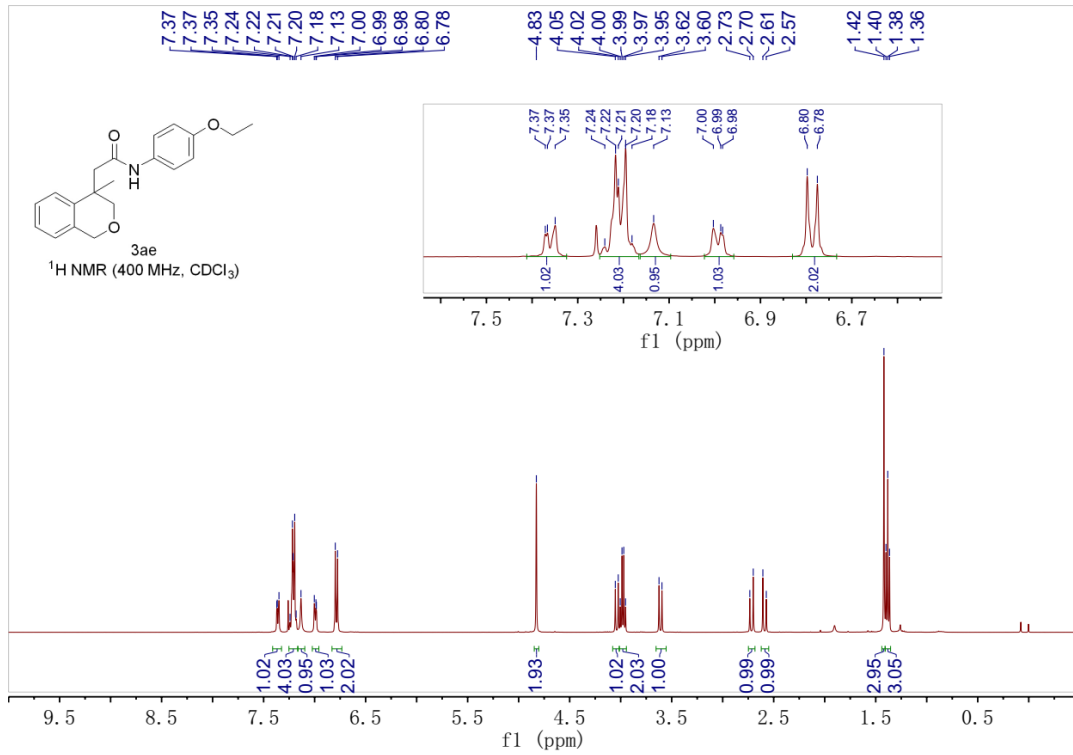 7.37 7.37 7.35 7.24 7.22 7.21 7.20 7.18 7.13 7.00 6.99 6.98 6.80 6.78 4.83 4.05 4.02 4.00 3.99 3.97 3.95 3.62 3.60 2.73 2.70 2.61 2.57 1.42 1.40 1.38 1.36
O
O
N
H
O
3ae
¹H NMR (400 MHz, CDCl₃)
7.37 7.37 7.35 7.24 7.22 7.21 7.20 7.18 7.13 7.00 6.99 6.98 6.80 6.78
1.02 4.03 0.95 1.03 2.02
7.5 7.3 7.1 6.9 6.7
f1 (ppm)
1.02 4.03 0.95 1.03 2.02 1.93 1.02 2.03 1.00 0.99 0.99 2.95 3.05
9.5 8.5 7.5 6.5 5.5 4.5 3.5 2.5 1.5 0.5
f1 (ppm)